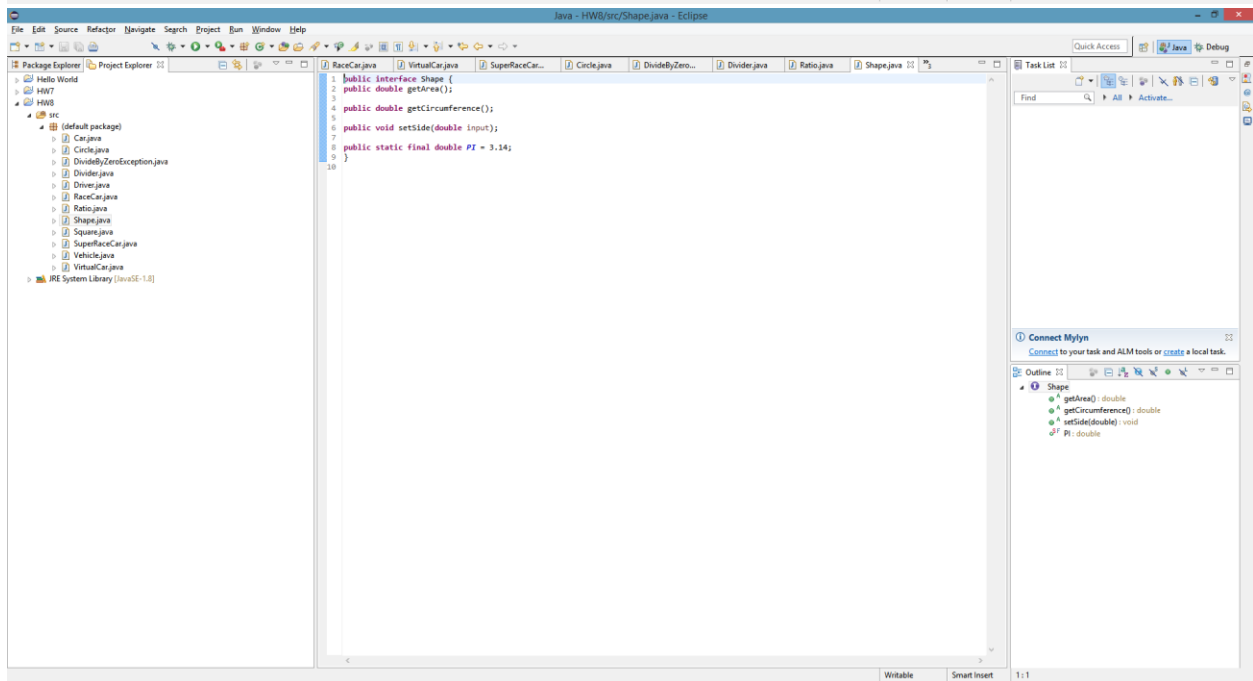 Java - HW8/src/Shape.java - Eclipse
File Edit Source Refactor Navigate Search Project Run Window Help
Quick Access Java Debug
Package Explorer Project Explorer
Hello World
HW7
HW8
src
(default package)
Car.java
Circle.java
DivideByZeroException.java
Divider.java
Driver.java
RaceCar.java
Ratio.java
Shape.java
Square.java
SuperRaceCar.java
Vehicle.java
VirtualCar.java
JRE System Library [JavaSE-1.8]
RaceCar.java VirtualCar.java SuperRaceCar... Circle.java DivideByZero... Divider.java Ratio.java Shape.java »3
1 public interface Shape {
2 public double getArea();
3
4 public double getCircumference();
5
6 public void setSide(double input);
7
8 public static final double PI = 3.14;
9 }
10
Task List
Find All Activate...
Connect Mylyn
Connect to your task and ALM tools or create a local task.
Outline
Shape
getArea() : double
getCircumference() : double
setSide(double) : void
PI : double
Writable Smart Insert 1 : 1